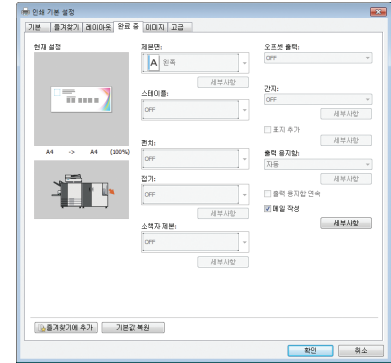 인쇄 기본 설정
기본 즐겨찾기 레이아웃 완료 중 이미지 고급
현재 설정
A4 -> A4 (100%)
제본면:
A 왼쪽
세부사항
스테이플:
OFF
펀치:
OFF
접기:
OFF
세부사항
소책자 제본:
OFF
세부사항
오프셋 출력:
OFF
간지:
OFF
세부사항
표지 추가
세부사항
출력 용지함:
자동
세부사항
출력 용지함 연속
메일 작성
세부사항
즐겨찾기에 추가 기본값 복원
확인 취소